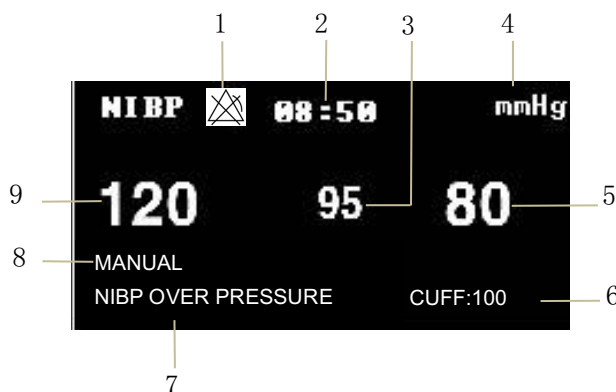 1 2 3 4
NIBP 08:50 mmHg
9 120 95 80 5
8 MANUAL
NIBP OVER PRESSURE CUFF:100 6
7